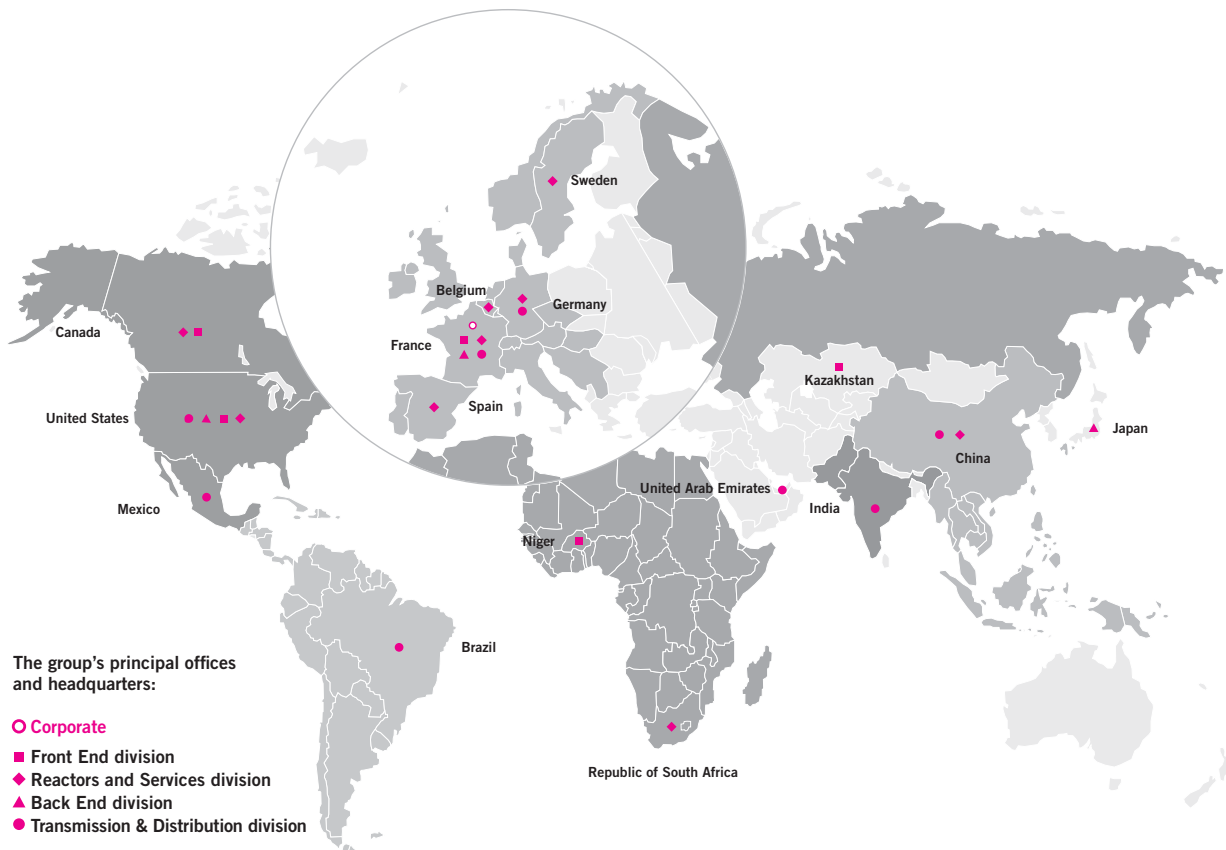 Sweden
Belgium
Germany
Canada
France
Kazakhstan
Spain
United States
Japan
China
United Arab Emirates
Mexico
India
Niger
Brazil
The group's principal offices
and headquarters:
Corporate
Front End division
Reactors and Services division
Republic of South Africa
Back End division
Transmission & Distribution division